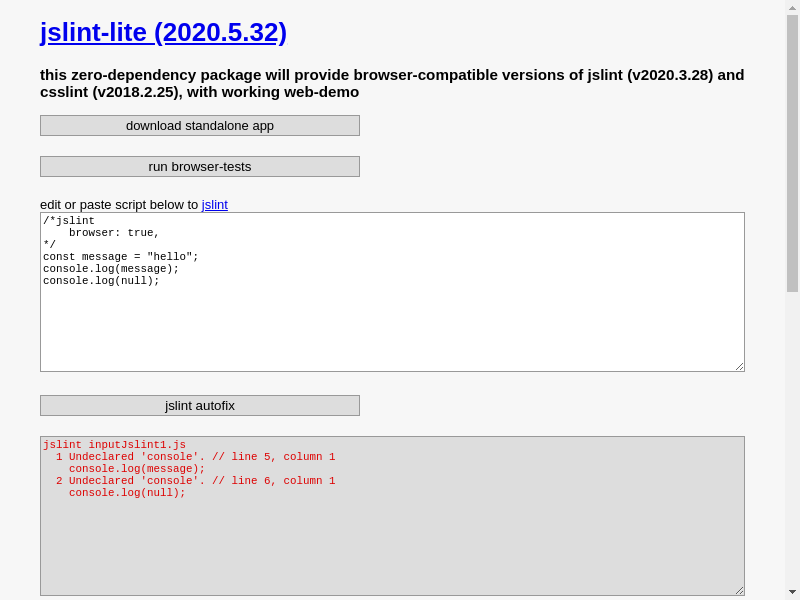 jslint-lite (2020.5.32)
this zero-dependency package will provide browser-compatible versions of jslint (v2020.3.28) and
csslint (v2018.2.25), with working web-demo
download standalone app
run browser-tests
edit or paste script below to jslint
/*jslint
    browser: true,
*/
const message = "hello";
console.log(message);
console.log(null);
jslint autofix
jslint inputJslint1.js
  1 Undeclared 'console'. // line 5, column 1
    console.log(message);
  2 Undeclared 'console'. // line 6, column 1
    console.log(null);